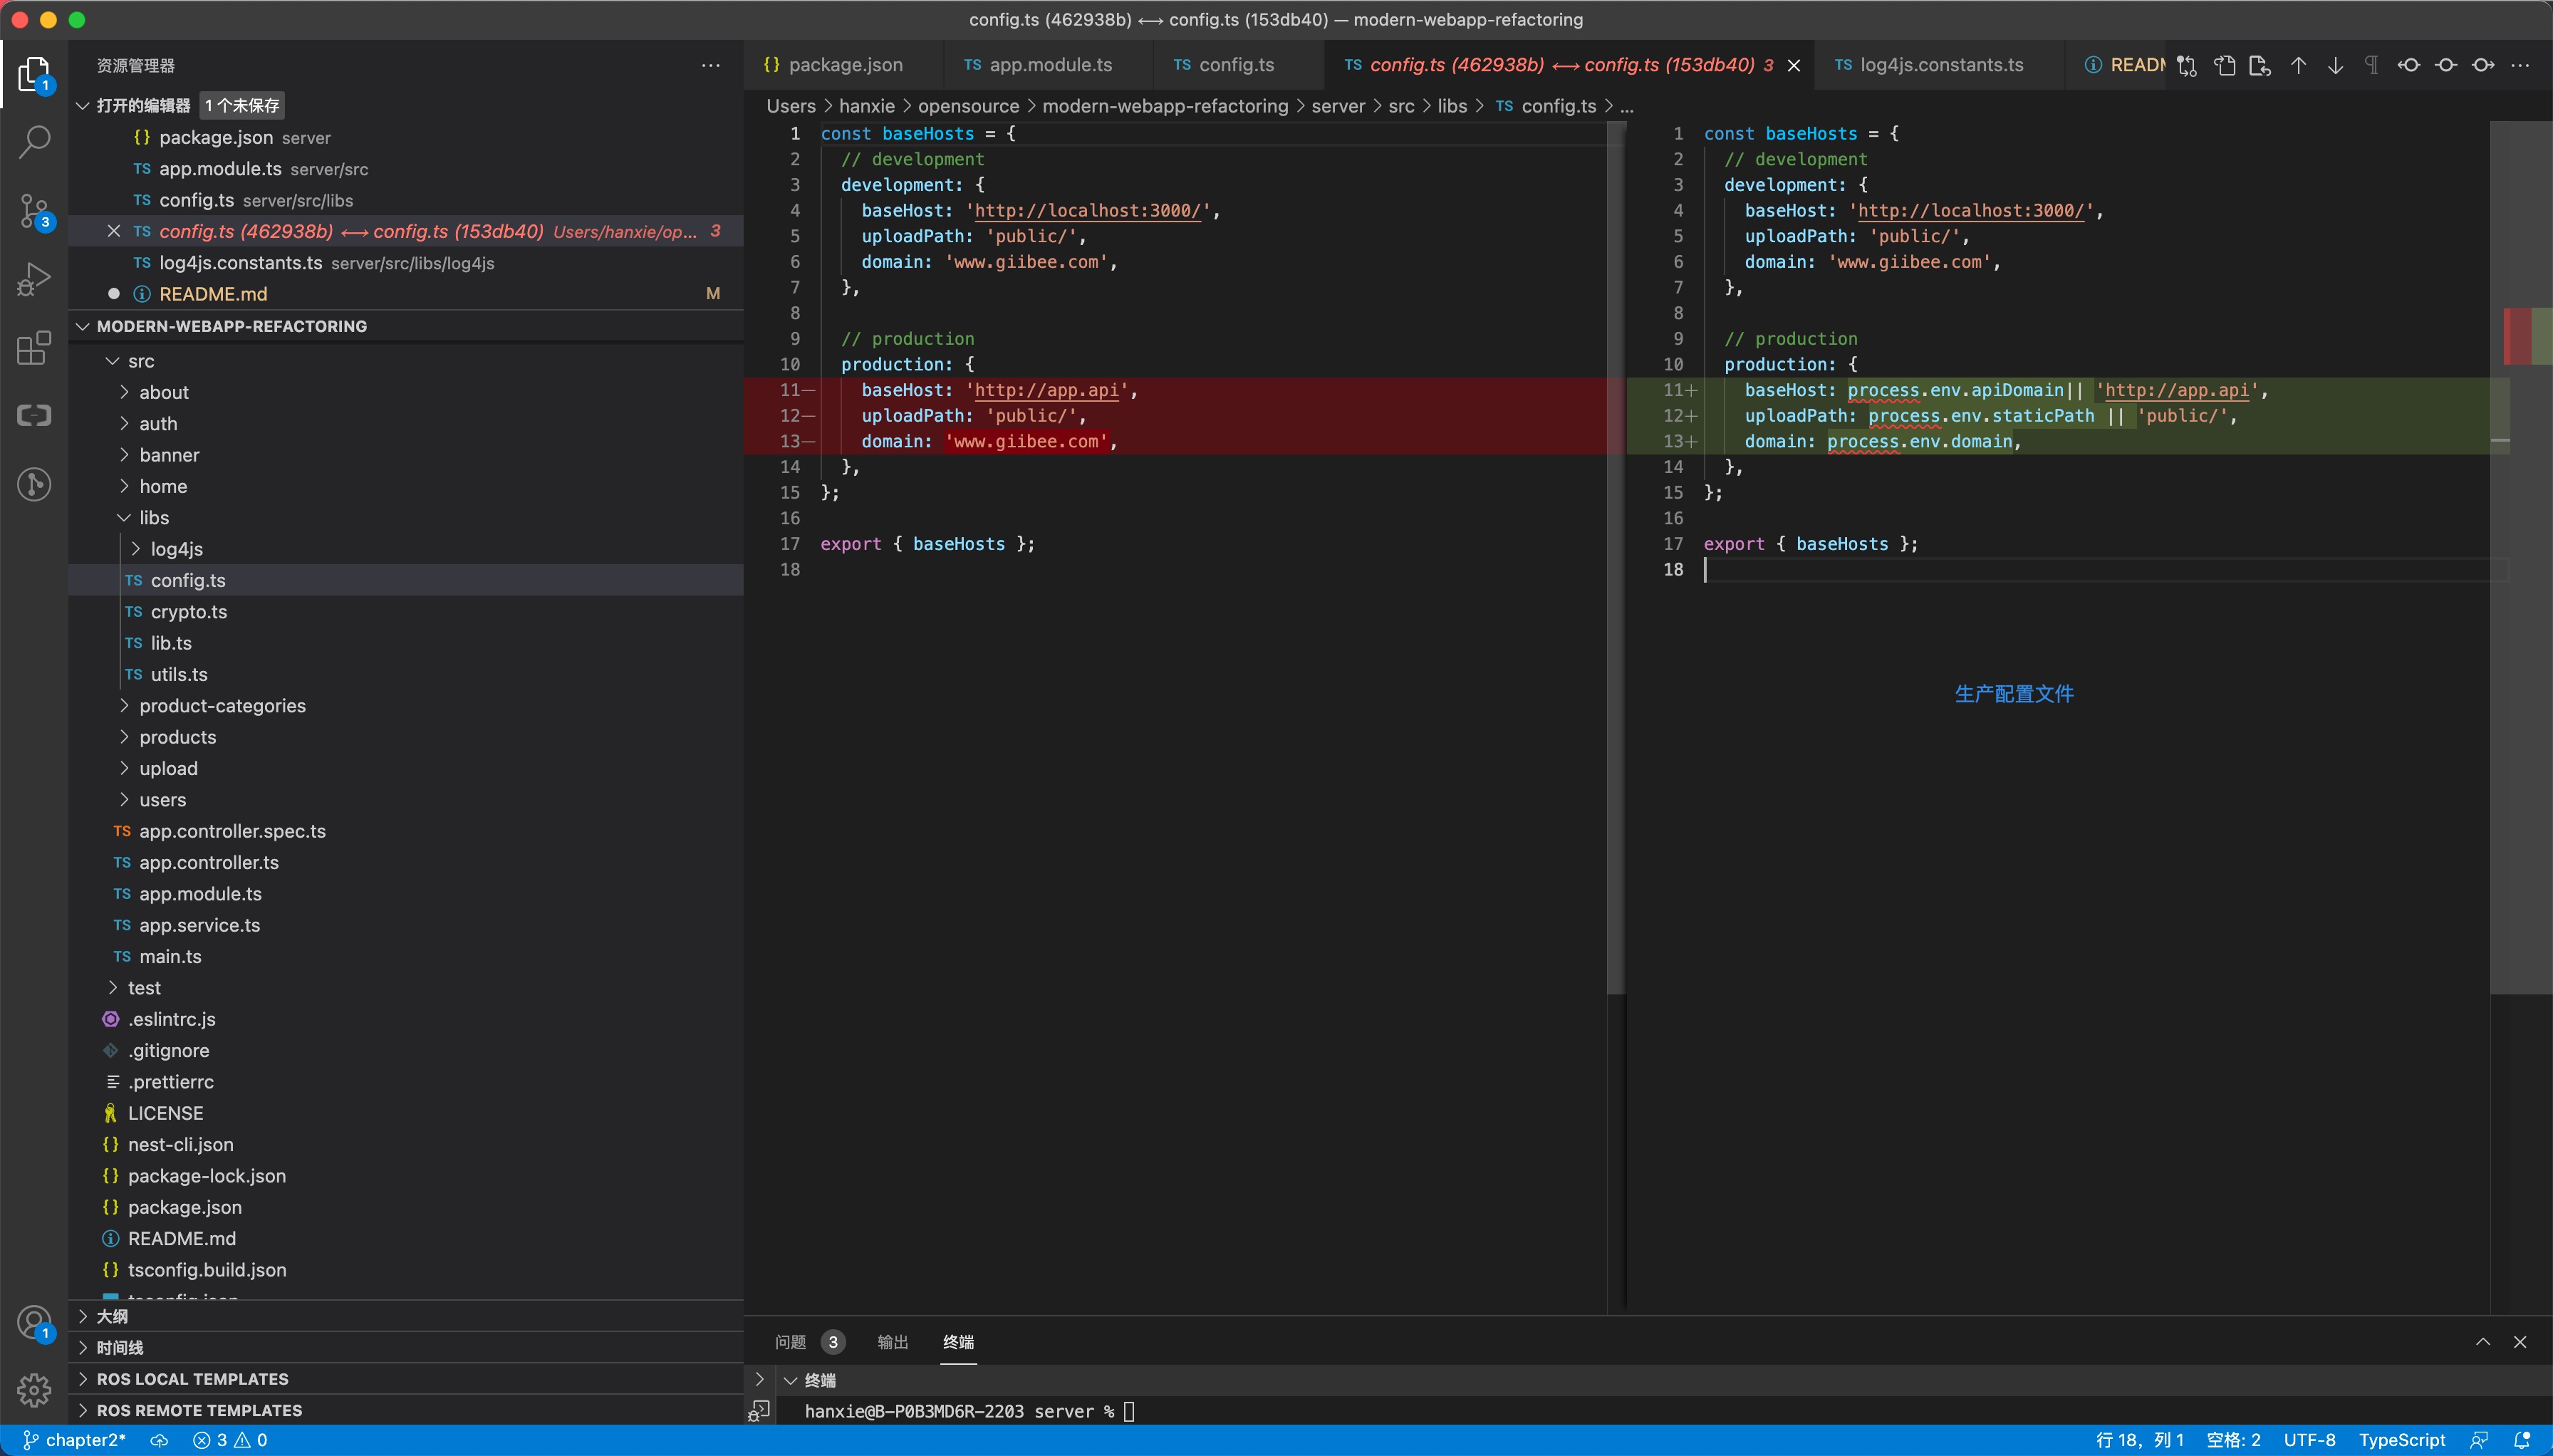 config.ts (462938b) ⟷ config.ts (153db40) — modern-webapp-refactoring
资源管理器
打开的编辑器 1 个未保存
{} package.json server
TS app.module.ts server/src
TS config.ts server/src/libs
TS config.ts (462938b) ⟷ config.ts (153db40) Users/hanxie/op... 3
TS log4js.constants.ts server/src/libs/log4js
README.md M
MODERN-WEBAPP-REFACTORING
src
about
auth
banner
home
libs
log4js
TS config.ts
TS crypto.ts
TS lib.ts
TS utils.ts
product-categories
products
upload
users
TS app.controller.spec.ts
TS app.controller.ts
TS app.module.ts
TS app.service.ts
TS main.ts
test
.eslintrc.js
.gitignore
.prettierrc
LICENSE
{} nest-cli.json
{} package-lock.json
{} package.json
README.md
{} tsconfig.build.json
大纲
时间线
ROS LOCAL TEMPLATES
ROS REMOTE TEMPLATES
1
3
1
{} package.json
TS app.module.ts
TS config.ts
TS config.ts (462938b) ⟷ config.ts (153db40) 3
TS log4js.constants.ts
READM
Users > hanxie > opensource > modern-webapp-refactoring > server > src > libs > TS config.ts > ...
1 const baseHosts = {
2 // development
3 development: {
4 baseHost: 'http://localhost:3000/',
5 uploadPath: 'public/',
6 domain: 'www.giibee.com',
7 },
8
9 // production
10 production: {
11— baseHost: 'http://app.api',
12— uploadPath: 'public/',
13— domain: 'www.giibee.com',
14 },
15 };
16
17 export { baseHosts };
18
1 const baseHosts = {
2 // development
3 development: {
4 baseHost: 'http://localhost:3000/',
5 uploadPath: 'public/',
6 domain: 'www.giibee.com',
7 },
8
9 // production
10 production: {
11+ baseHost: process.env.apiDomain|| 'http://app.api',
12+ uploadPath: process.env.staticPath || 'public/',
13+ domain: process.env.domain,
14 },
15 };
16
17 export { baseHosts };
18
生产配置文件
问题 3 输出 终端
终端
hanxie@B-P0B3MD6R-2203 server %
chapter2* 3 0
行 18，列 1 空格: 2 UTF-8 TypeScript